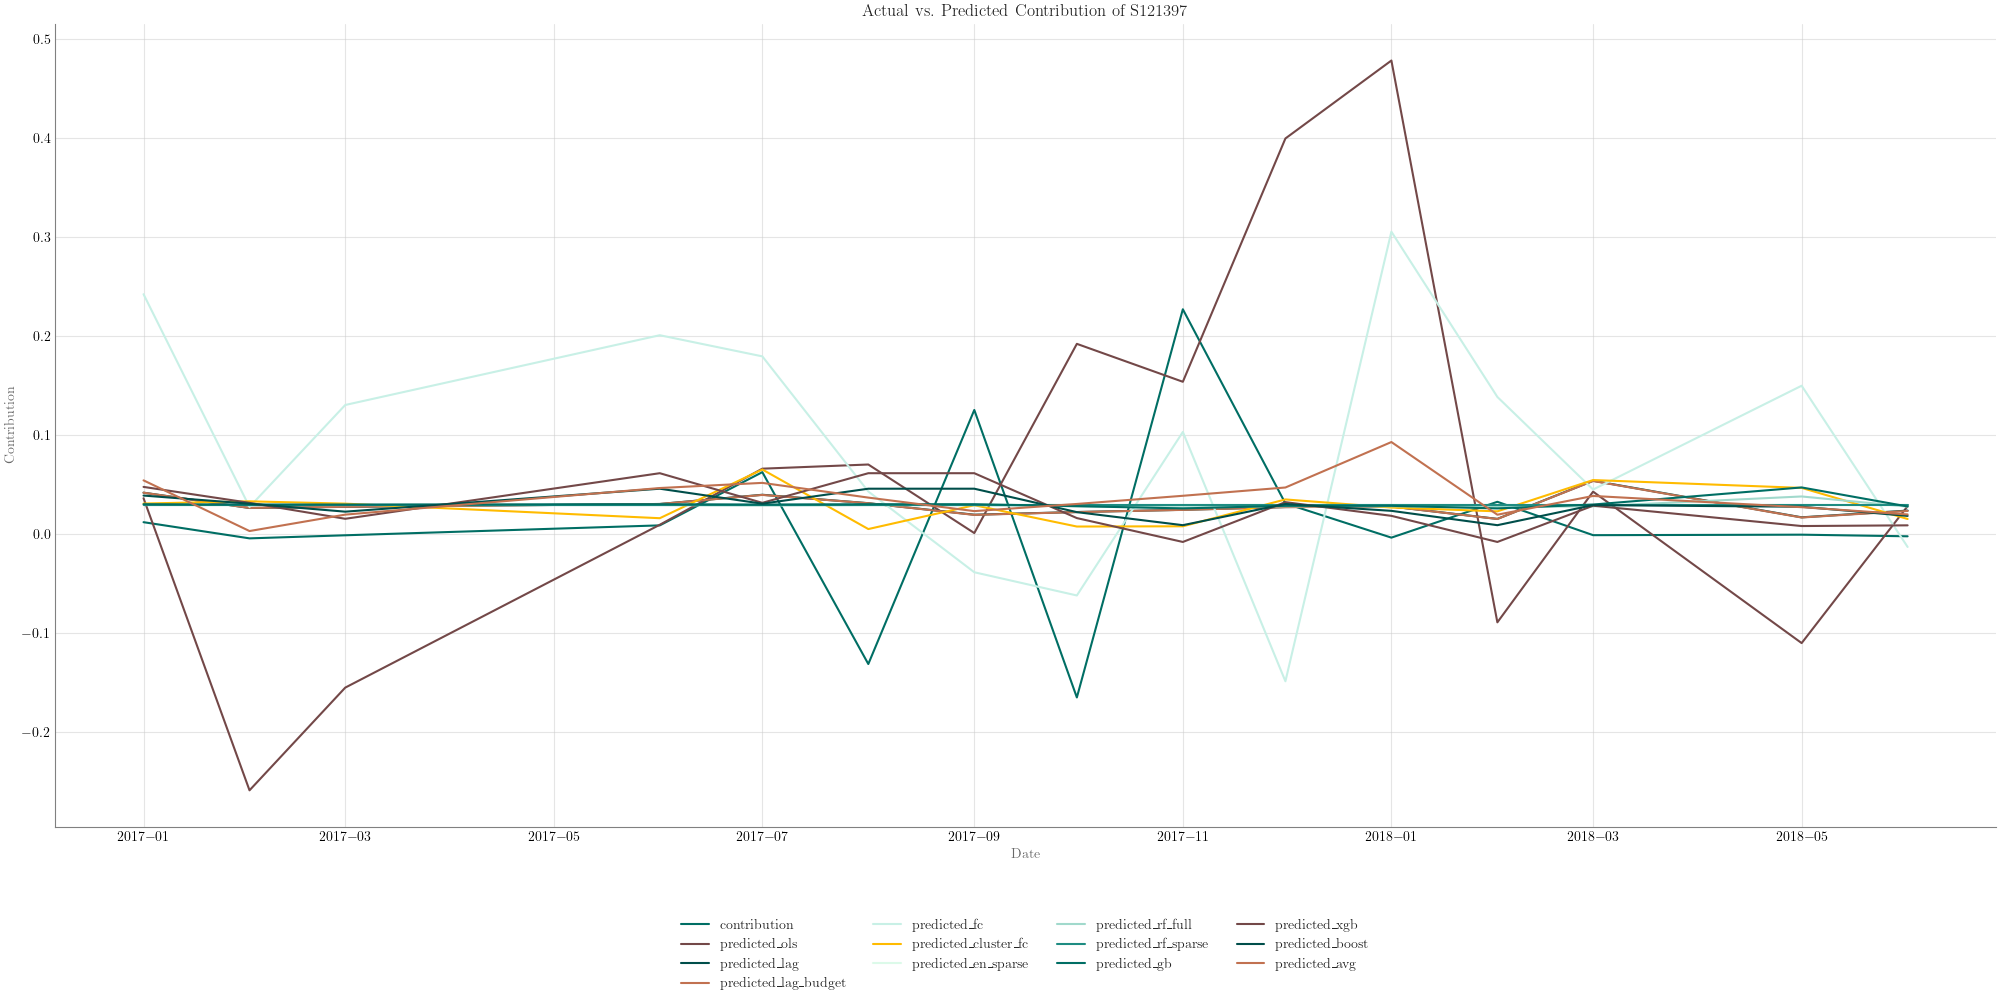 Actual vs. Predicted Contribution of S121397
Contribution
0.5
0.4
0.3
0.2
0.1
0.0
−0.1
−0.2
2017−01 2017−03 2017−05 2017−07 2017−09 2017−11 2018−01 2018−03 2018−05
Date
contribution predicted_fc predicted_rf_full predicted_xgb
predicted_ols predicted_cluster_fc predicted_rf_sparse predicted_boost
predicted_lag predicted_en_sparse predicted_gb predicted_avg
predicted_lag_budget